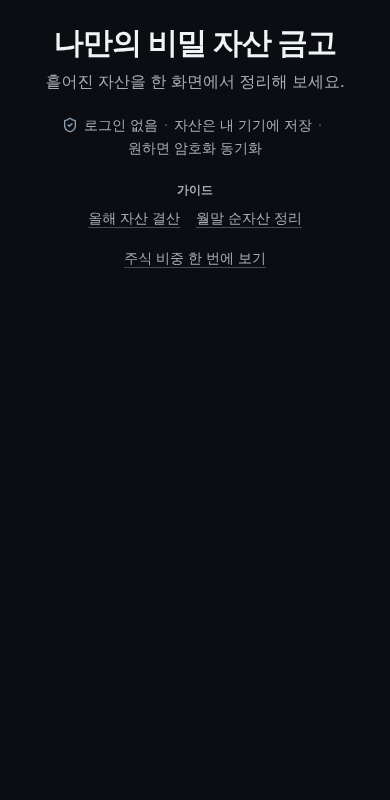 나만의 비밀 자산 금고
흩어진 자산을 한 화면에서 정리해 보세요.
로그인 없음 · 자산은 내 기기에 저장 ·
원하면 암호화 동기화
가이드
올해 자산 결산 월말 순자산 정리
주식 비중 한 번에 보기